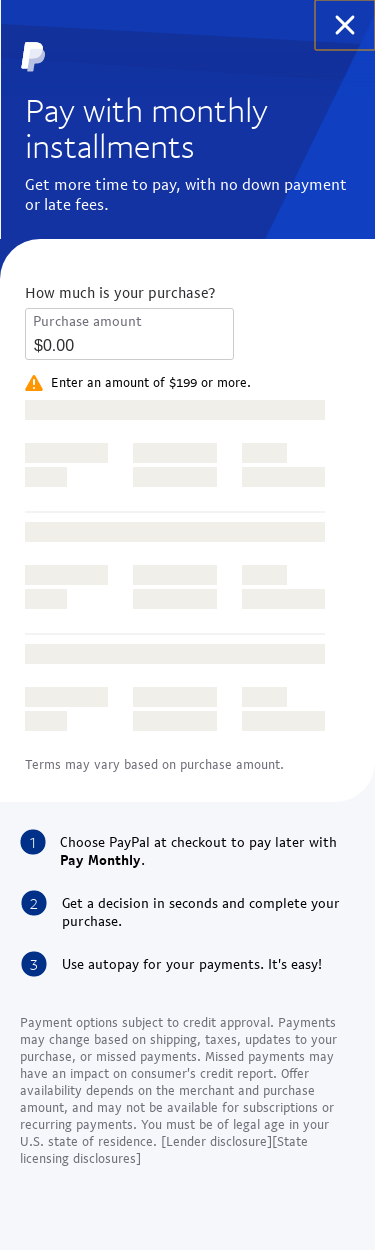 Pay with monthly
installments
Get more time to pay, with no down payment
or late fees.
How much is your purchase?
Purchase amount
$0.00
Enter an amount of $199 or more.
Terms may vary based on purchase amount.
1 Choose PayPal at checkout to pay later with
Pay Monthly.
2 Get a decision in seconds and complete your
purchase.
3 Use autopay for your payments. It's easy!
Payment options subject to credit approval. Payments
may change based on shipping, taxes, updates to your
purchase, or missed payments. Missed payments may
have an impact on consumer's credit report. Offer
availability depends on the merchant and purchase
amount, and may not be available for subscriptions or
recurring payments. You must be of legal age in your
U.S. state of residence. [Lender disclosure][State
licensing disclosures]